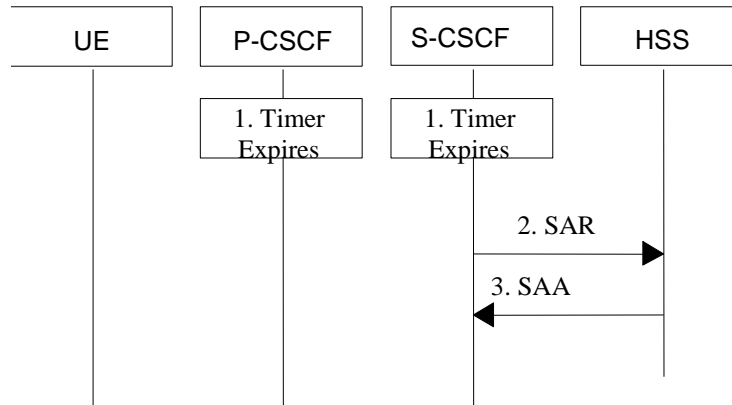 UE
P-CSCF
S-CSCF
HSS
1. Timer
Expires
1. Timer
Expires
2. SAR
3. SAA